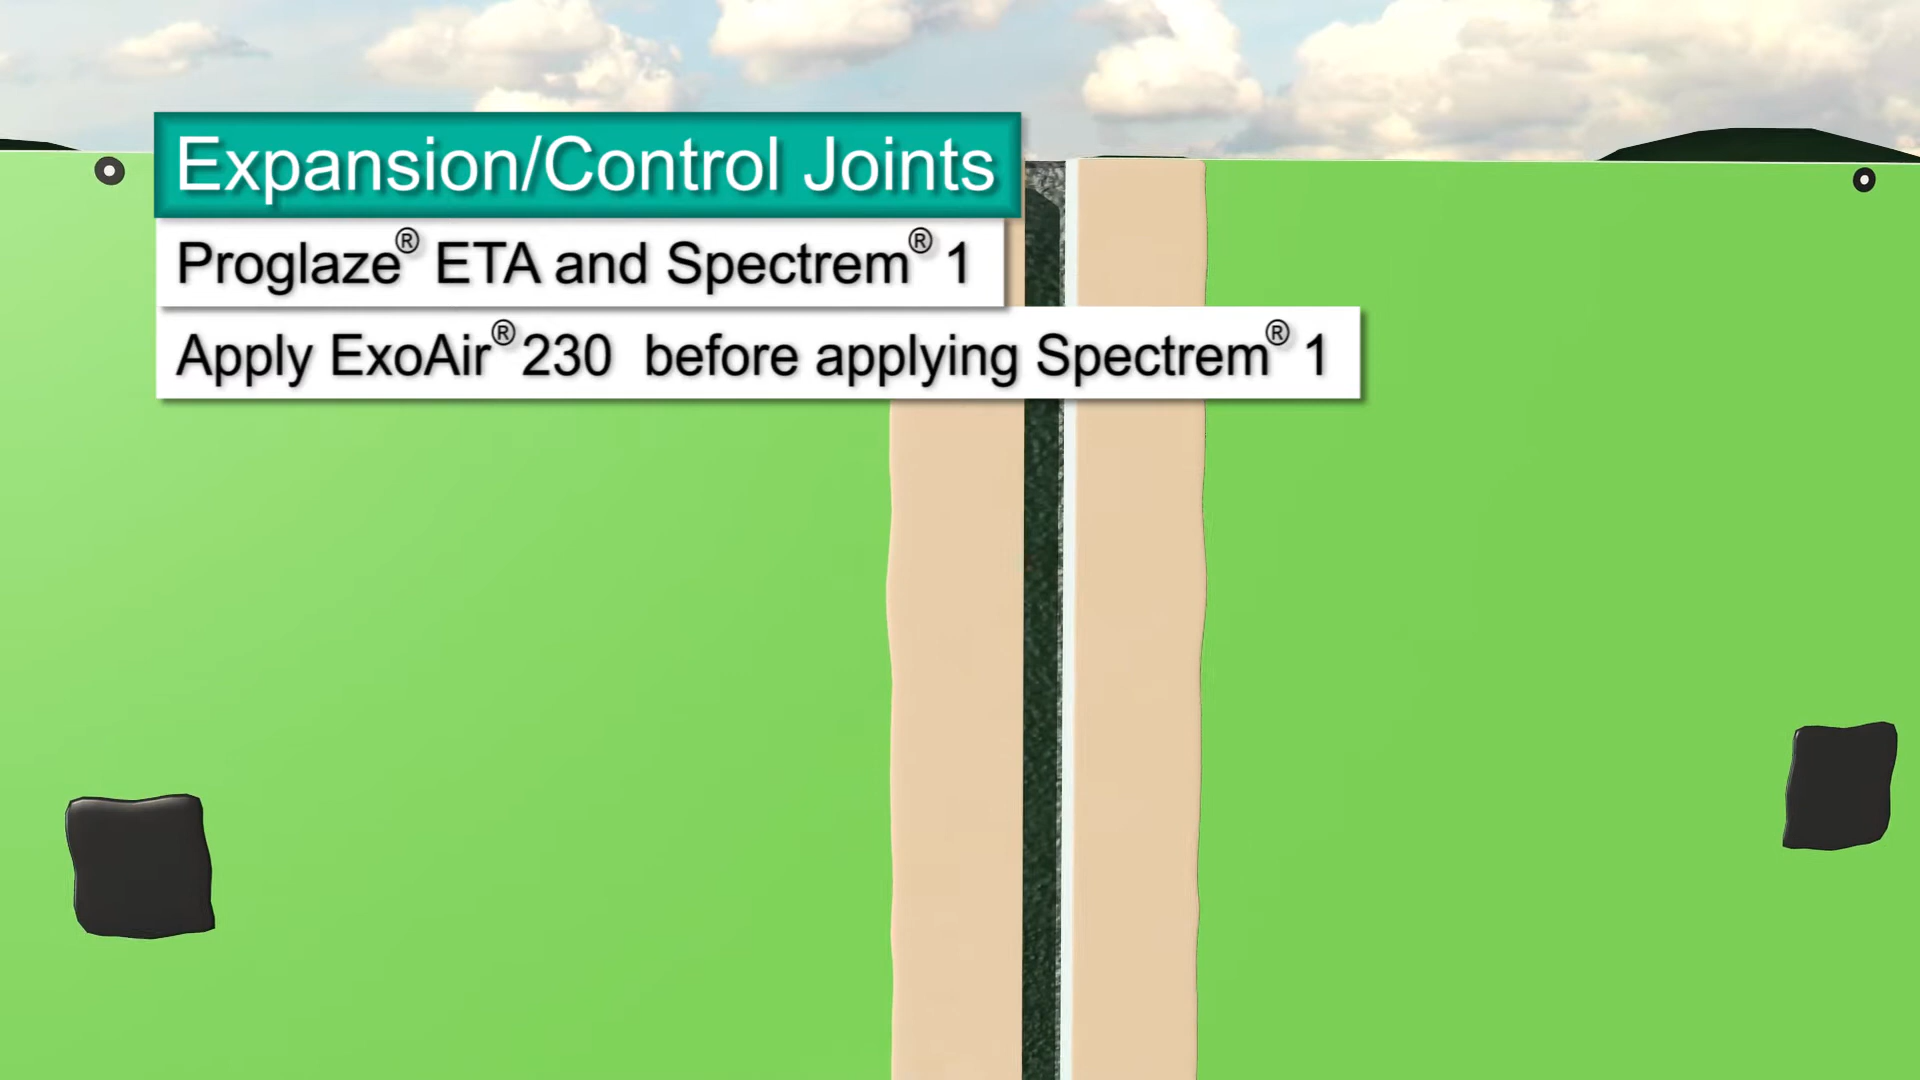 Expansion/Control Joints
Proglaze® ETA and Spectrem® 1
Apply ExoAir® 230 before applying Spectrem® 1